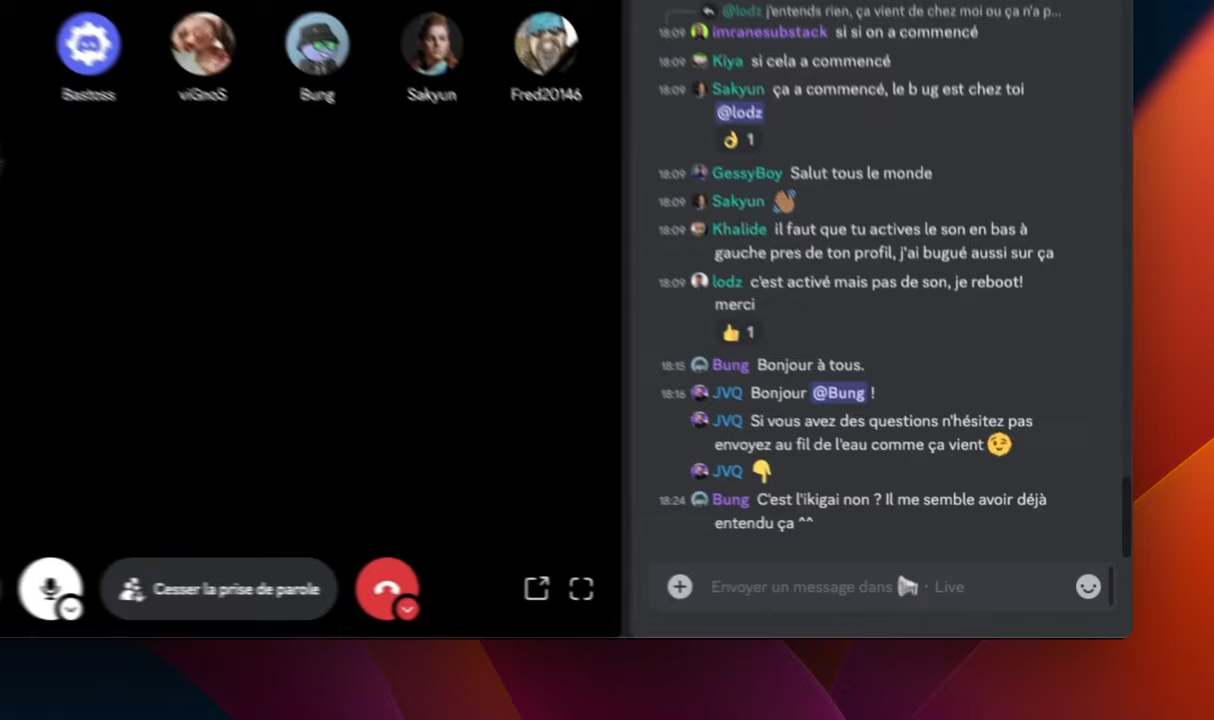 Bastoss
viGnoS
Bung
Sakyun
Fred20146
@lodz j'entends rien, ça vient de chez moi ou ça n'a p...
18:09 imranesubstack si si on a commencé
18:09 Kiya si cela a commencé
18:09 Sakyun ça a commencé, le b ug est chez toi
@lodz
👌 1
18:09 GessyBoy Salut tous le monde
18:09 Sakyun 👋🏽
18:09 Khalide il faut que tu actives le son en bas à
gauche pres de ton profil, j'ai bugué aussi sur ça
18:09 lodz c'est activé mais pas de son, je reboot!
merci
👍 1
18:15 Bung Bonjour à tous.
18:16 JVQ Bonjour @Bung !
JVQ Si vous avez des questions n'hésitez pas
envoyez au fil de l'eau comme ça vient 😉
JVQ 👇
18:24 Bung C'est l'ikigai non ? Il me semble avoir déjà
entendu ça ^^
Cesser la prise de parole
Envoyer un message dans 📢 · Live